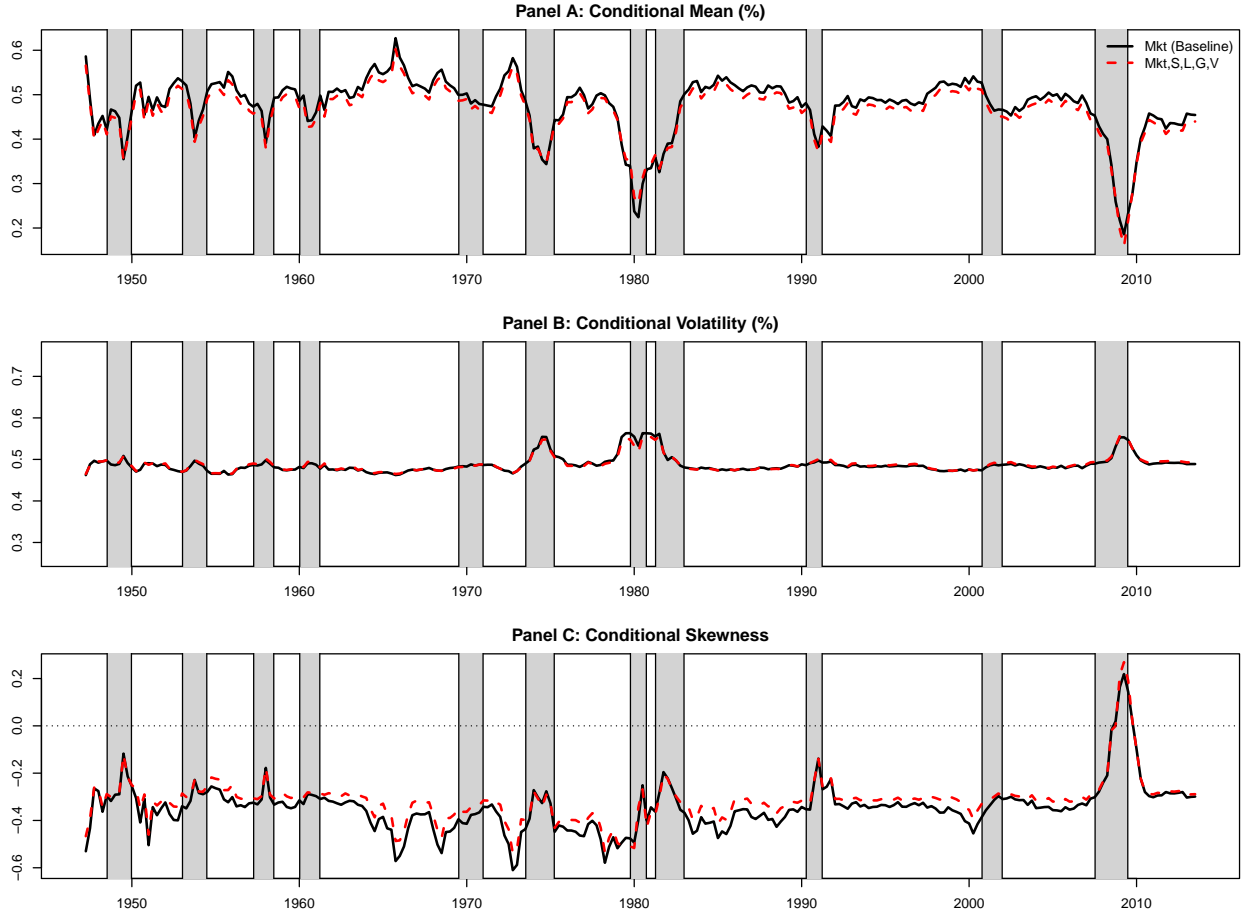 Panel A: Conditional Mean (%)
Mkt (Baseline)
Mkt,S,L,G,V
0.6
0.5
0.4
0.3
0.2
1950 1960 1970 1980 1990 2000 2010
Panel B: Conditional Volatility (%)
0.7
0.6
0.5
0.4
0.3
1950 1960 1970 1980 1990 2000 2010
Panel C: Conditional Skewness
0.2
0.0
−0.2
−0.4
−0.6
1950 1960 1970 1980 1990 2000 2010